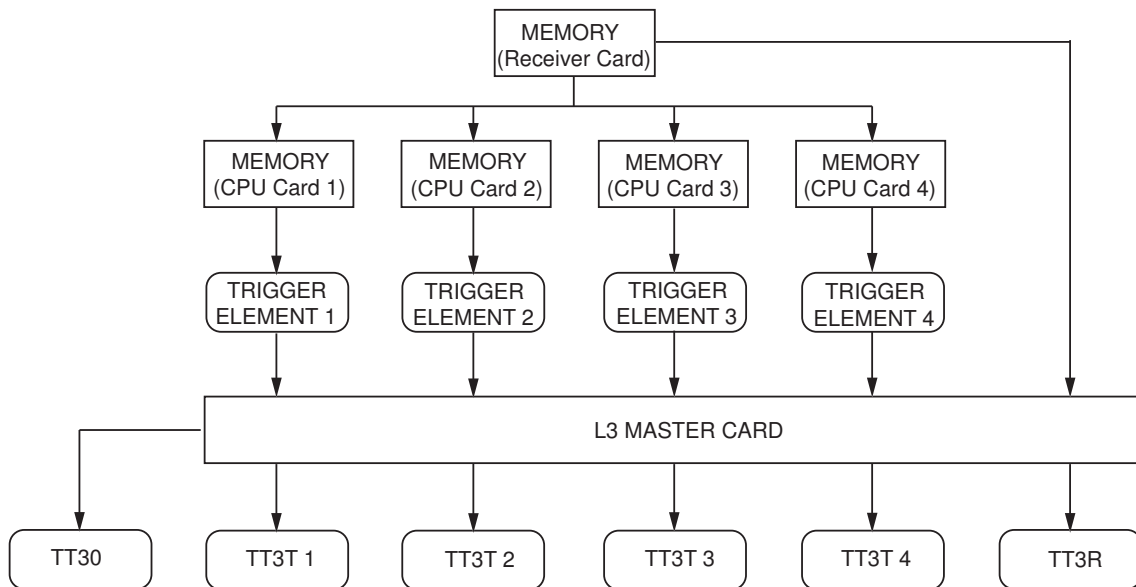 MEMORY
(Receiver Card)
MEMORY
(CPU Card 1)
MEMORY
(CPU Card 2)
MEMORY
(CPU Card 3)
MEMORY
(CPU Card 4)
TRIGGER
ELEMENT 1
TRIGGER
ELEMENT 2
TRIGGER
ELEMENT 3
TRIGGER
ELEMENT 4
L3 MASTER CARD
TT30
TT3T 1
TT3T 2
TT3T 3
TT3T 4
TT3R